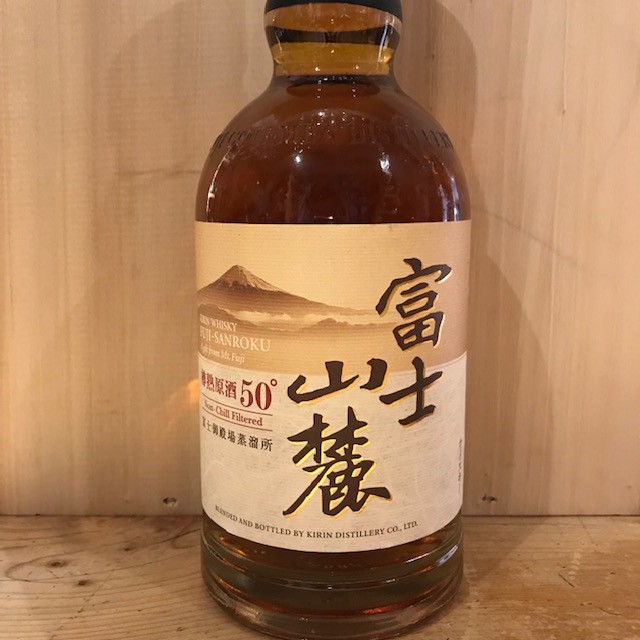 富士
山麓
KIRIN WHISKY
FUJI-SANROKU
from Mt. Fuji
樽熟原酒 50°
Non-Chill Filtered
富士御殿場蒸溜所
BLENDED AND BOTTLED BY KIRIN DISTILLERY CO., LTD.